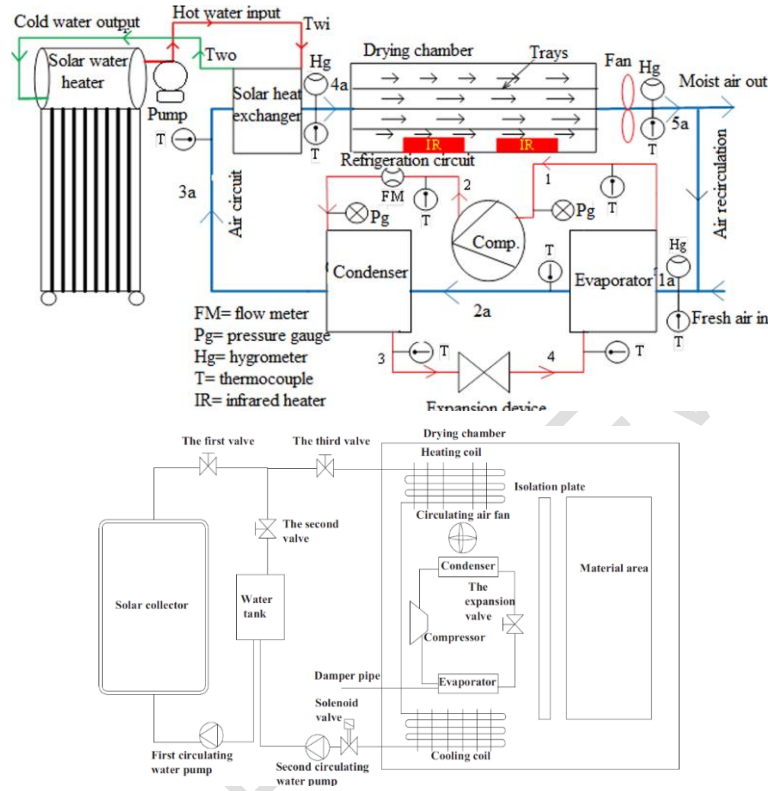 Cold water output
Hot water input
Twi
Two
Solar water
heater
Pump
Solar heat
exchanger
Hg
4a
T
Drying chamber
Trays
Fan
Hg
Moist air out
5a
T
IR
IR
T
3a
Air circuit
Refrigeration circuit
FM
2
T
Pg
1
T
Pg
Comp.
Air recirculation
Condenser
T
Evaporator
Hg
1a
2a
Fresh air in
T
3
T
4
T
Expansion device
FM= flow meter
Pg= pressure gauge
Hg= hygrometer
T= thermocouple
IR= infrared heater
The first valve
The third valve
Drying chamber
Heating coil
Isolation plate
The second
valve
Circulating air fan
Condenser
The
expansion
valve
Material area
Solar collector
Water
tank
Compressor
Damper pipe
Evaporator
Solenoid
valve
First circulating
water pump
Second circulating
water pump
Cooling coil